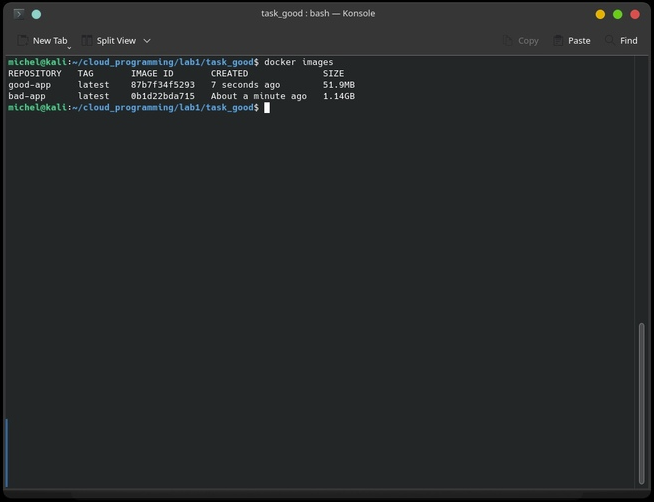 task_good : bash — Konsole
New Tab Split View Copy Paste Find
michel@kali:~/cloud_programming/lab1/task_good$ docker images
REPOSITORY TAG IMAGE ID CREATED SIZE
good-app latest 87b7f34f5293 7 seconds ago 51.9MB
bad-app latest 0b1d22bda715 About a minute ago 1.14GB
michel@kali:~/cloud_programming/lab1/task_good$